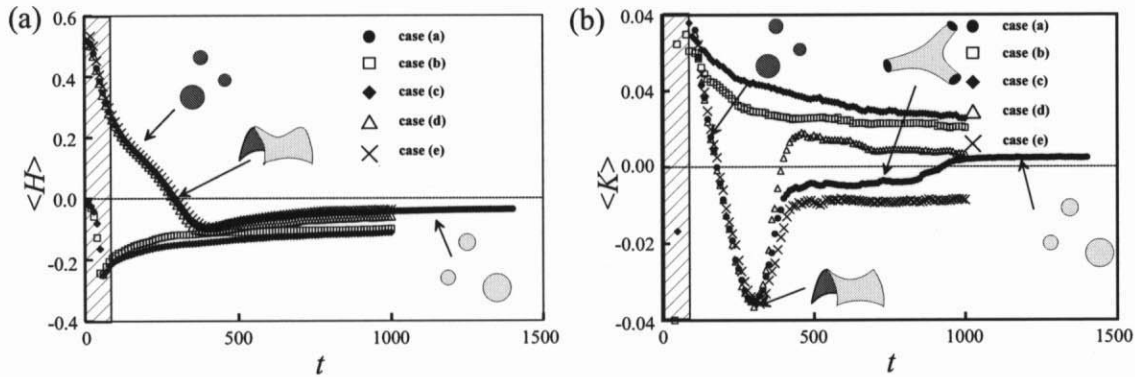 (a)
0.6
0.4
0.2
0.0
-0.2
-0.4
<H>
0
500
1000
1500
t
case (a)
case (b)
case (c)
case (d)
case (e)
(b)
0.04
0.04
0.00
-0.02
-0.04
<K>
0
500
1000
1500
t
case (a)
case (b)
case (c)
case (d)
case (e)